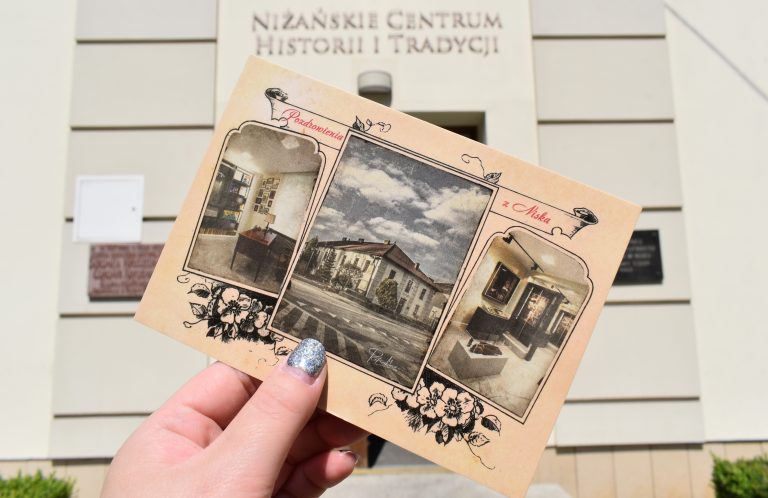 Niżańskie Centrum
Historii i Tradycji
Pozdrowienia
z Niska